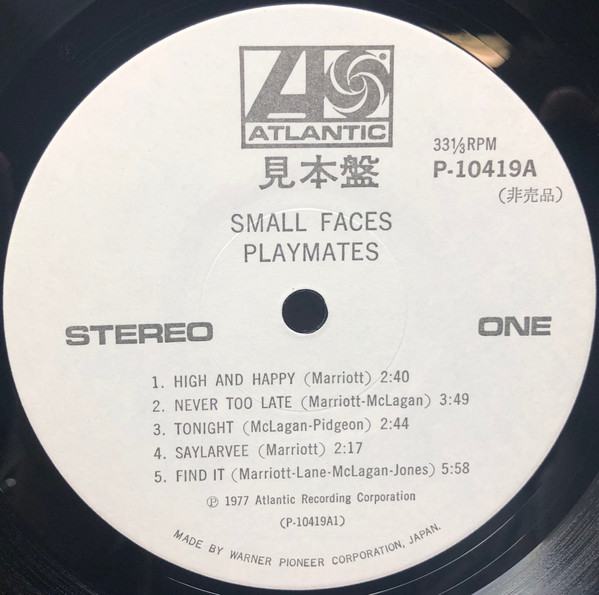 ATLANTIC
見本盤
33⅓RPM
P-10419A
(非売品)
SMALL FACES
PLAYMATES
STEREO
ONE
1. HIGH AND HAPPY (Marriott) 2:40
2. NEVER TOO LATE (Marriott-McLagan) 3:49
3. TONIGHT (McLagan-Pidgeon) 2:44
4. SAYLARVEE (Marriott) 2:17
5. FIND IT (Marriott-Lane-McLagan-Jones) 5:58
℗ 1977 Atlantic Recording Corporation
(P-10419A1)
MADE BY WARNER PIONEER CORPORATION, JAPAN.